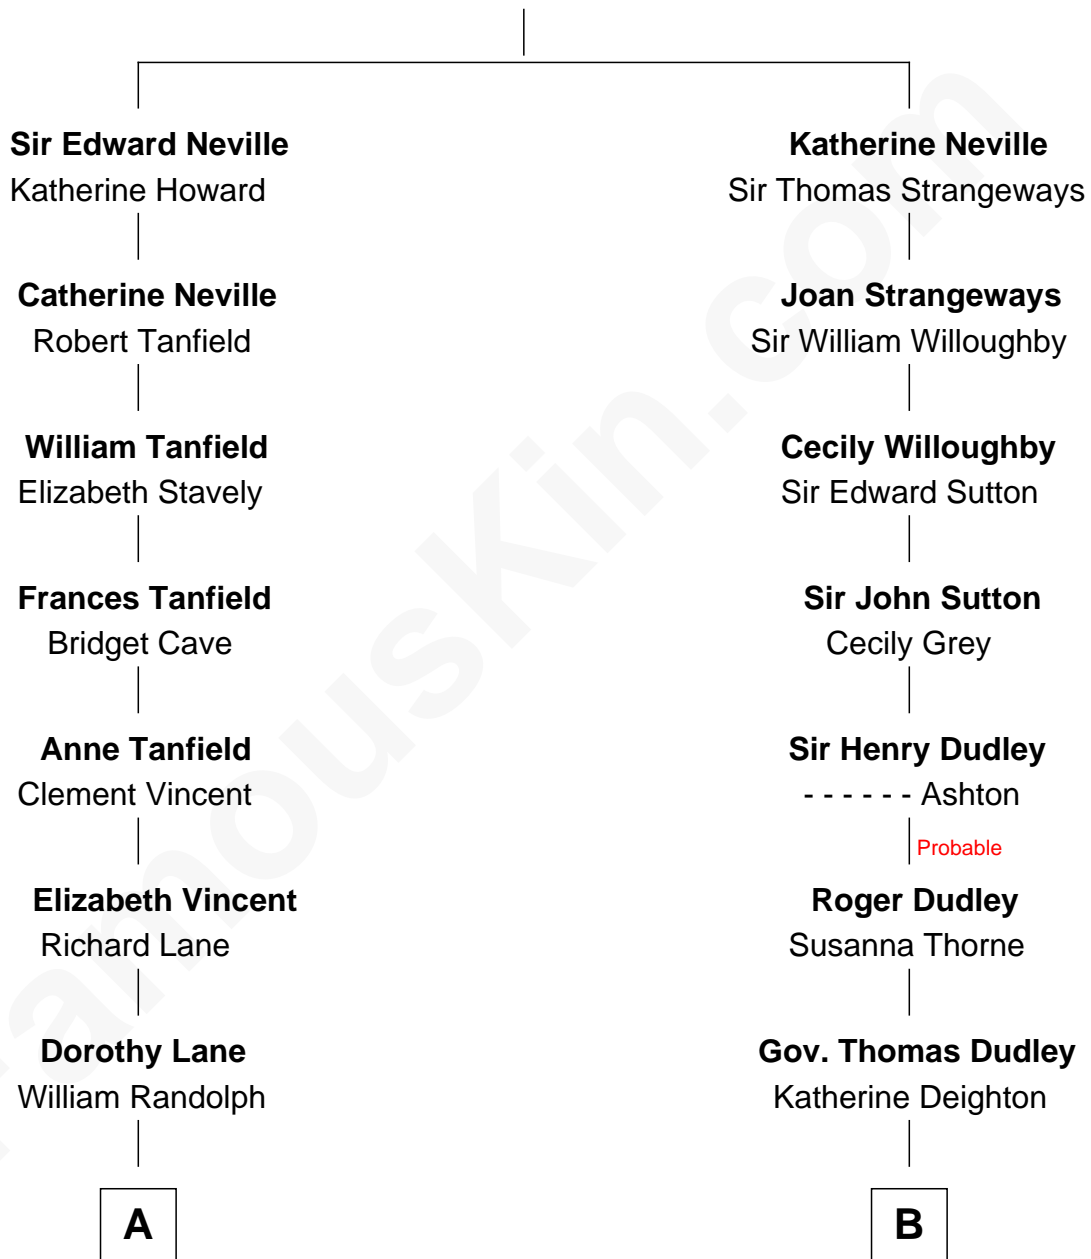 Sir Edward Neville
Katherine Howard
Catherine Neville
Robert Tanfield
William Tanfield
Elizabeth Stavely
Frances Tanfield
Bridget Cave
Anne Tanfield
Clement Vincent
Elizabeth Vincent
Richard Lane
Dorothy Lane
William Randolph
A
Katherine Neville
Sir Thomas Strangeways
Joan Strangeways
Sir William Willoughby
Cecily Willoughby
Sir Edward Sutton
Sir John Sutton
Cecily Grey
Sir Henry Dudley
- - - - - - Ashton
Probable
Roger Dudley
Susanna Thorne
Gov. Thomas Dudley
Katherine Deighton
B
FamousKin.com